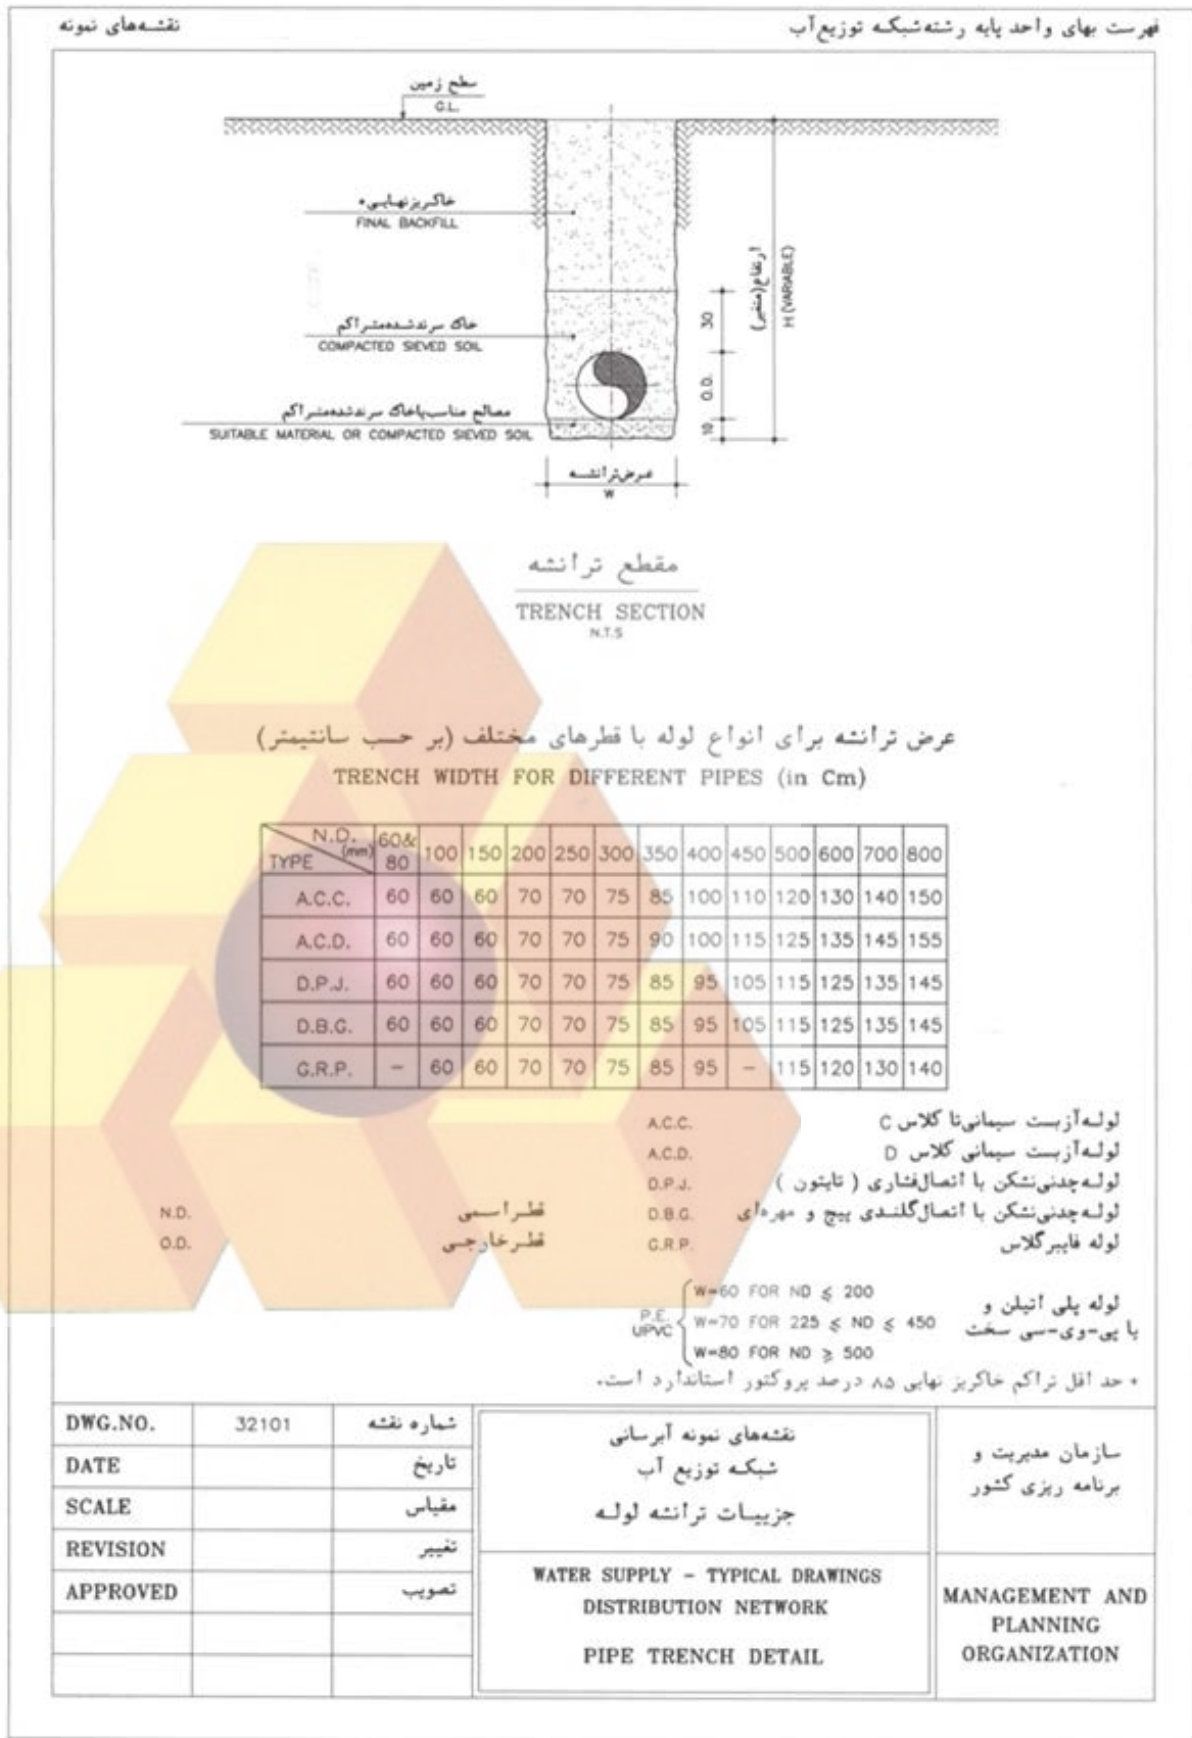 فهرست بهای واحد پایه رشته شبکه توزیع آب
نقشه‌های نمونه
سطح زمین
G.L.
خاکریز نهایی*
FINAL BACKFILL
خاک سرند شده متراکم
COMPACTED SIEVED SOIL
مصالح مناسب یا خاک سرند شده متراکم
SUITABLE MATERIAL OR COMPACTED SIEVED SOIL
30
O.D.
10
ارتفاع (متغیر)
H (VARIABLE)
عرض ترانشه
W
مقطع ترانشه
TRENCH SECTION
N.T.S
عرض ترانشه برای انواع لوله با قطرهای مختلف (بر حسب سانتیمتر)
TRENCH WIDTH FOR DIFFERENT PIPES (in Cm)
TYPE N.D. (mm) 60& 80 100 150 200 250 300 350 400 450 500 600 700 800
A.C.C. 60 60 60 70 70 75 85 100 110 120 130 140 150
A.C.D. 60 60 60 70 70 75 90 100 115 125 135 145 155
D.P.J. 60 60 60 70 70 75 85 95 105 115 125 135 145
D.B.G. 60 60 60 70 70 75 85 95 105 115 125 135 145
G.R.P. – 60 60 70 70 75 85 95 – 115 120 130 140
لوله آزبست سیمانی تا کلاس C A.C.C.
لوله آزبست سیمانی کلاس D A.C.D.
لوله چدنی نشکن با اتصال فشاری ( تایتون ) D.P.J.
لوله چدنی نشکن با اتصال گلندی پیچ و مهره‌ای D.B.G.
لوله فایبرگلاس G.R.P.
قطر اسمی N.D.
قطر خارجی O.D.
لوله پلی اتیلن و
یا پی-وی-سی سخت
P.E.
UPVC
W=60 FOR ND ⩽ 200
W=70 FOR 225 ⩽ ND ⩽ 450
W=80 FOR ND ⩾ 500
* حد اقل تراکم خاکریز نهایی ۸۵ درصد پروکتور استاندارد است.
DWG.NO. 32101 شماره نقشه
DATE تاریخ
SCALE مقیاس
REVISION تغییر
APPROVED تصویب
نقشه‌های نمونه آبرسانی
شبکه توزیع آب
جزییات ترانشه لوله
WATER SUPPLY – TYPICAL DRAWINGS
DISTRIBUTION NETWORK
PIPE TRENCH DETAIL
سازمان مدیریت و
برنامه ریزی کشور
MANAGEMENT AND
PLANNING
ORGANIZATION